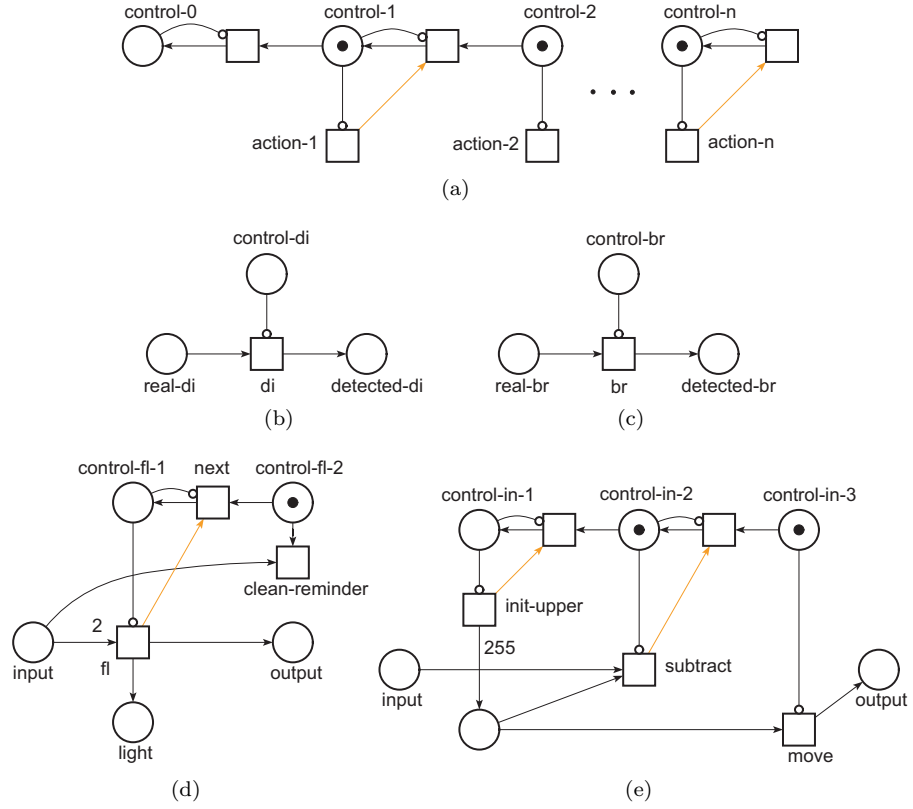 control-0 control-1 control-2 control-n
action-1 action-2 . . . action-n
(a)
control-di control-br
real-di di detected-di real-br br detected-br
(b) (c)
control-fl-1 next control-fl-2
clean-reminder
2
input fl output
light
(d)
control-in-1 control-in-2 control-in-3
init-upper
255
input subtract output
move
(e)